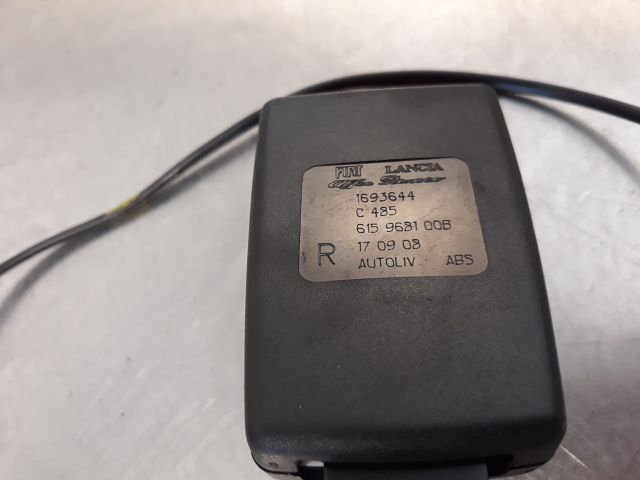 FIAT LANCIA
Alfa Romeo
1693644
C 485
615 9681 00B
R 17 09 08
AUTOLIV ABS